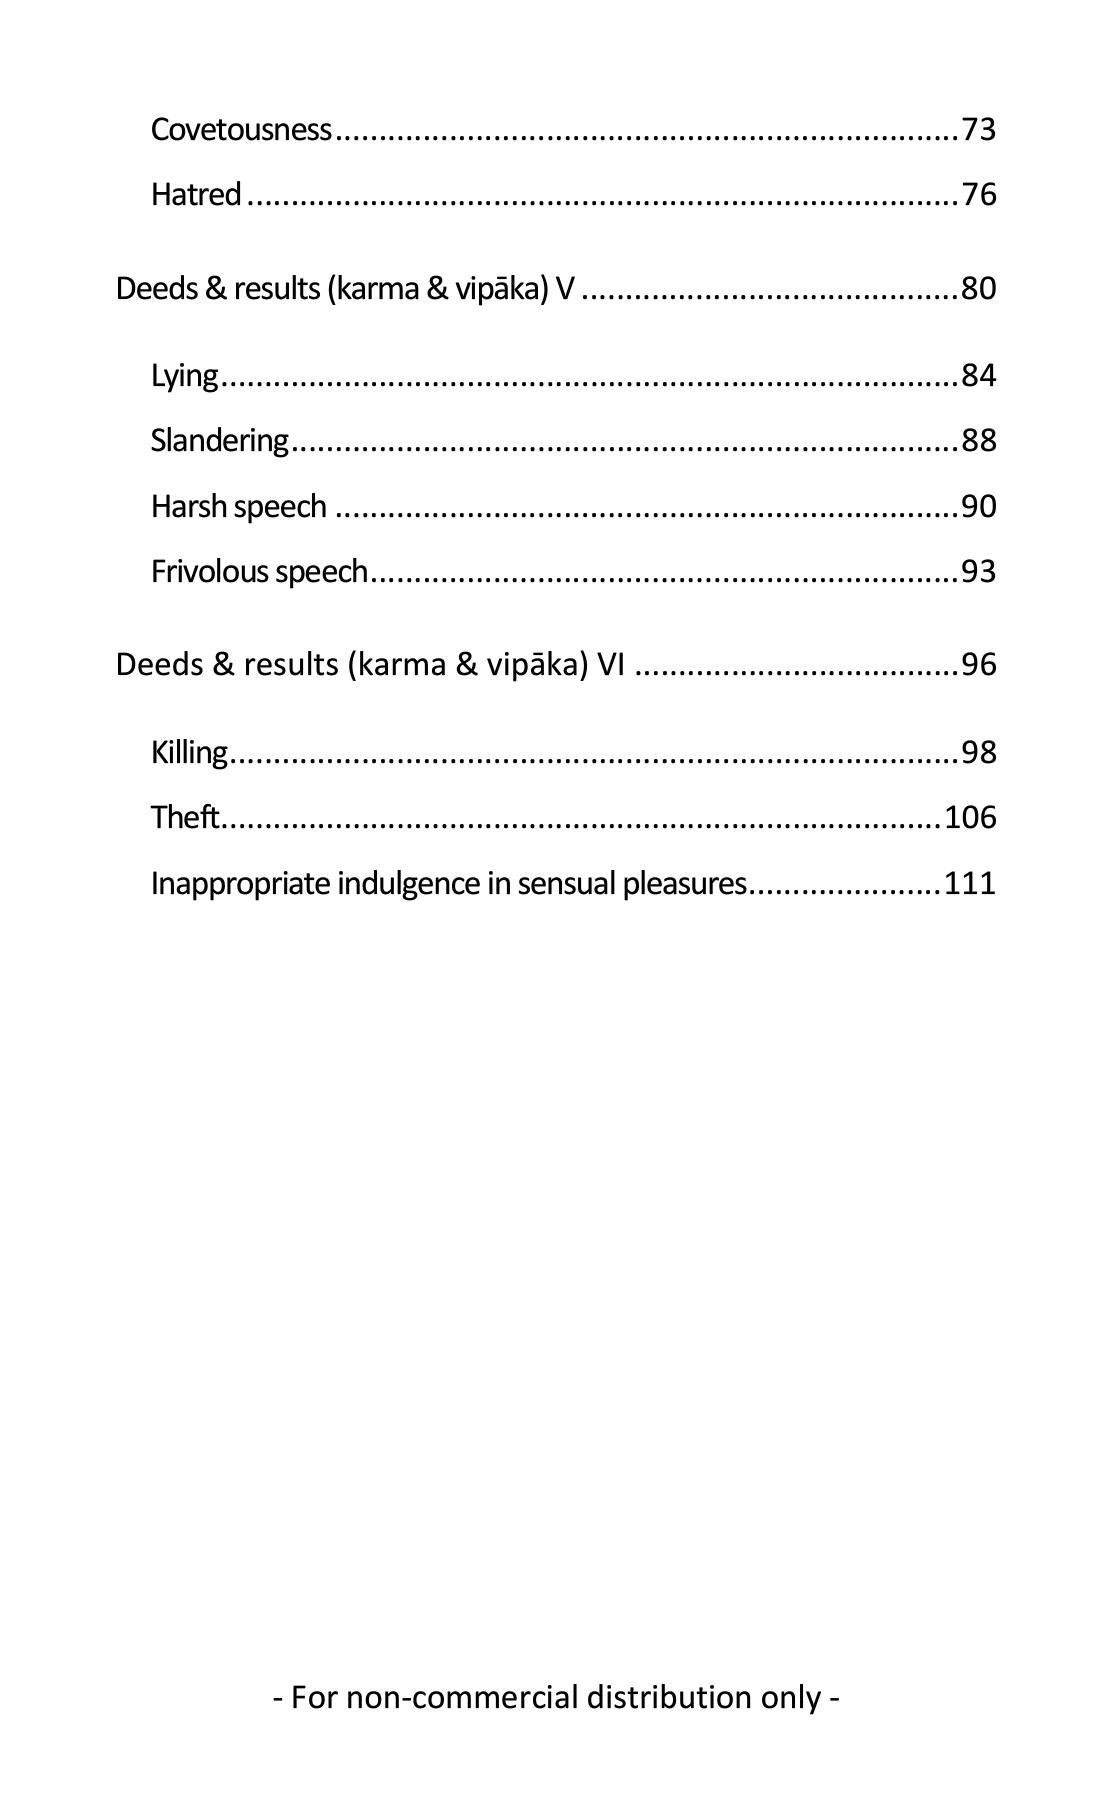 Covetousness........................................................................73
Hatred ..................................................................................76
Deeds & results (karma & vipāka) V ...........................................80
Lying.....................................................................................84
Slandering.............................................................................88
Harsh speech ........................................................................90
Frivolous speech....................................................................93
Deeds & results (karma & vipāka) VI .....................................96
Killing....................................................................................98
Theft...................................................................................106
Inappropriate indulgence in sensual pleasures......................111
- For non-commercial distribution only -